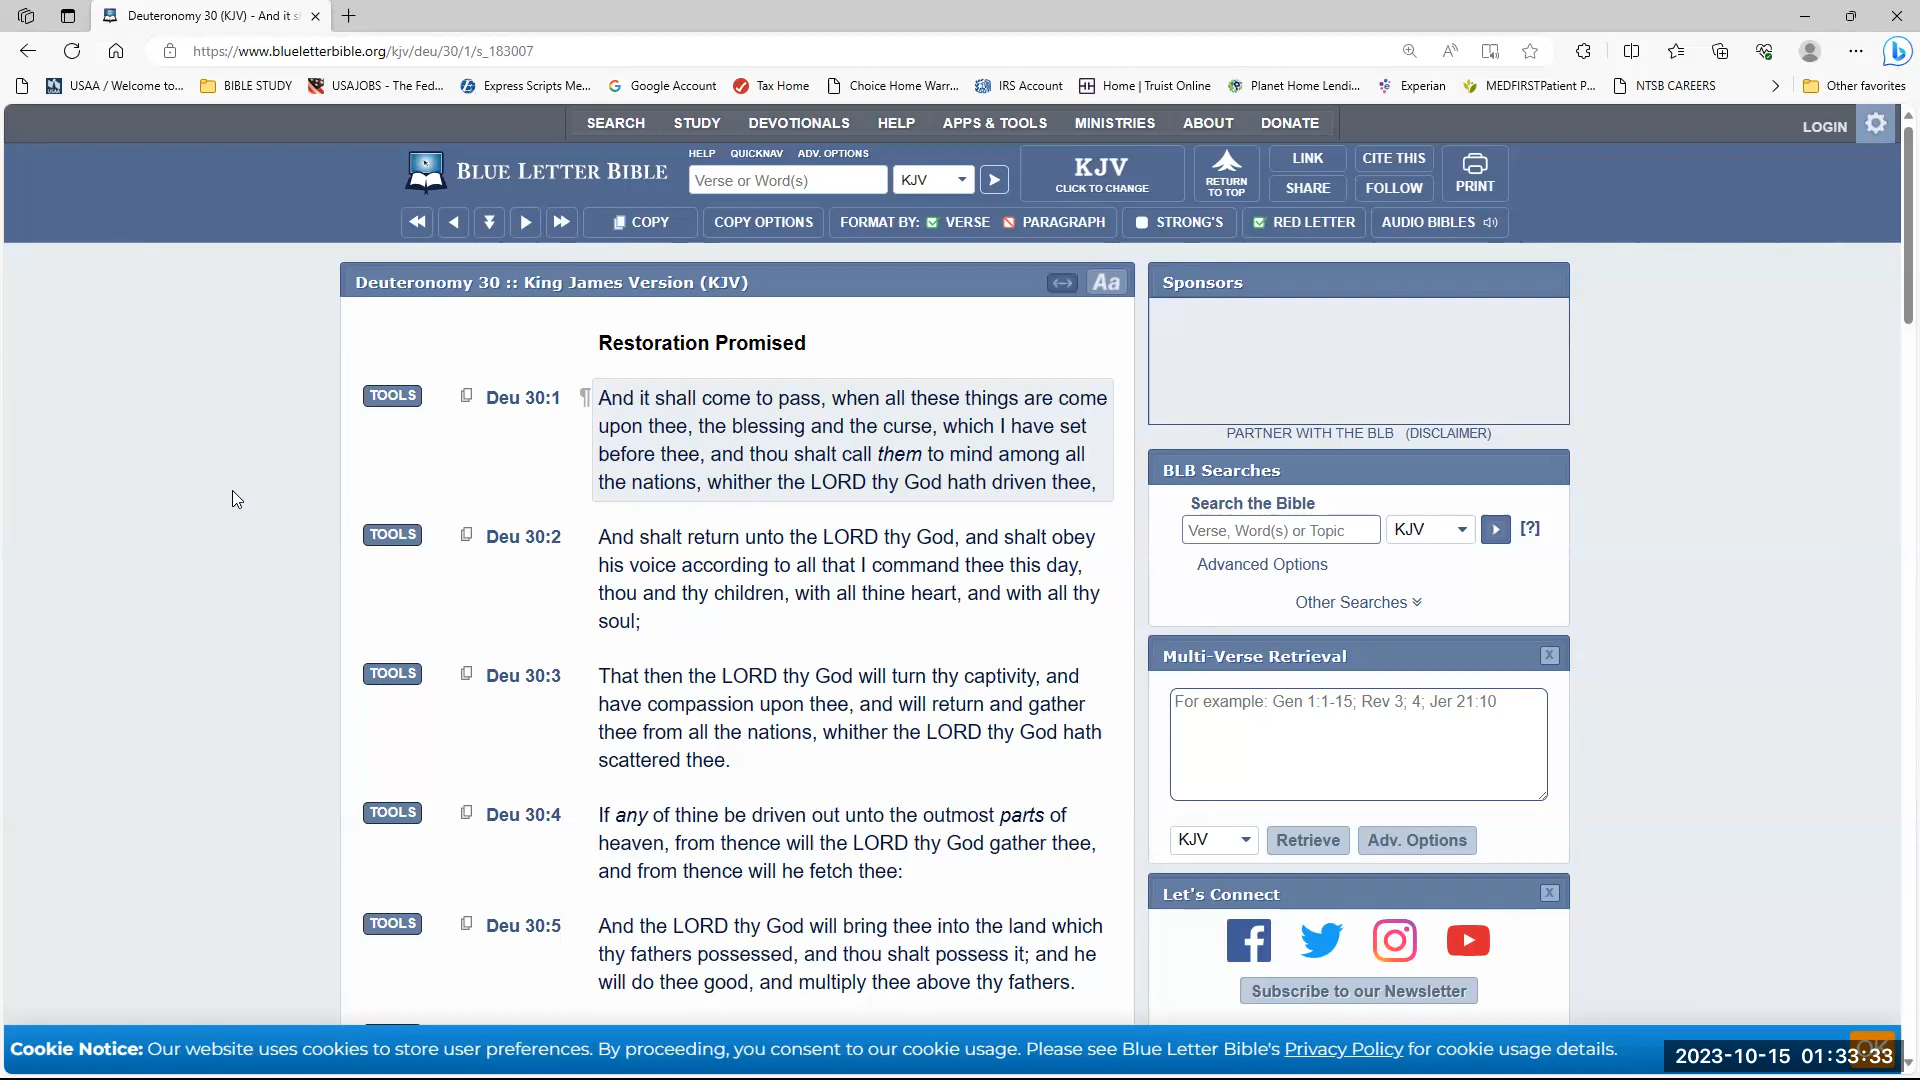 Deuteronomy 30 (KJV) - And it s
https://www.blueletterbible.org/kjv/deu/30/1/s_183007
USAA / Welcome to...
BIBLE STUDY
USAJOBS - The Fed...
Express Scripts Me...
Google Account
Tax Home
Choice Home Warr...
IRS Account
Home | Truist Online
Planet Home Lendi...
Experian
MEDFIRSTPatient P...
NTSB CAREERS
Other favorites
SEARCH STUDY DEVOTIONALS HELP APPS & TOOLS MINISTRIES ABOUT DONATE
LOGIN
BLUE LETTER BIBLE
HELP QUICKNAV ADV. OPTIONS
Verse or Word(s)
KJV
KJV
CLICK TO CHANGE
RETURN
TO TOP
LINK
CITE THIS
SHARE
FOLLOW
PRINT
COPY
COPY OPTIONS
FORMAT BY: VERSE PARAGRAPH
STRONG'S
RED LETTER
AUDIO BIBLES
Deuteronomy 30 :: King James Version (KJV)
Aa
Restoration Promised
TOOLS
Deu 30:1
¶
And it shall come to pass, when all these things are come
upon thee, the blessing and the curse, which I have set
before thee, and thou shalt call them to mind among all
the nations, whither the LORD thy God hath driven thee,
TOOLS
Deu 30:2
And shalt return unto the LORD thy God, and shalt obey
his voice according to all that I command thee this day,
thou and thy children, with all thine heart, and with all thy
soul;
TOOLS
Deu 30:3
That then the LORD thy God will turn thy captivity, and
have compassion upon thee, and will return and gather
thee from all the nations, whither the LORD thy God hath
scattered thee.
TOOLS
Deu 30:4
If any of thine be driven out unto the outmost parts of
heaven, from thence will the LORD thy God gather thee,
and from thence will he fetch thee:
TOOLS
Deu 30:5
And the LORD thy God will bring thee into the land which
thy fathers possessed, and thou shalt possess it; and he
will do thee good, and multiply thee above thy fathers.
Sponsors
PARTNER WITH THE BLB (DISCLAIMER)
BLB Searches
Search the Bible
Verse, Word(s) or Topic
KJV
[?]
Advanced Options
Other Searches
Multi-Verse Retrieval
X
For example: Gen 1:1-15; Rev 3; 4; Jer 21:10
KJV
Retrieve
Adv. Options
Let's Connect
X
Subscribe to our Newsletter
Cookie Notice: Our website uses cookies to store user preferences. By proceeding, you consent to our cookie usage. Please see Blue Letter Bible's Privacy Policy for cookie usage details.
2023-10-15 01:33:33